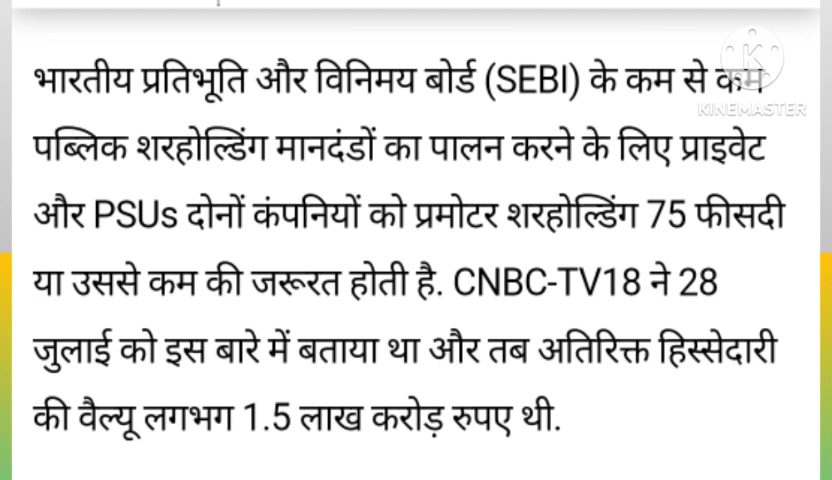 भारतीय प्रतिभूति और विनिमय बोर्ड (SEBI) के कम से कम
KINEMASTER
पब्लिक शरहोल्डिंग मानदंडों का पालन करने के लिए प्राइवेट
और PSUs दोनों कंपनियों को प्रमोटर शरहोल्डिंग 75 फीसदी
या उससे कम की जरूरत होती है. CNBC-TV18 ने 28
जुलाई को इस बारे में बताया था और तब अतिरिक्त हिस्सेदारी
की वैल्यू लगभग 1.5 लाख करोड़ रुपए थी.